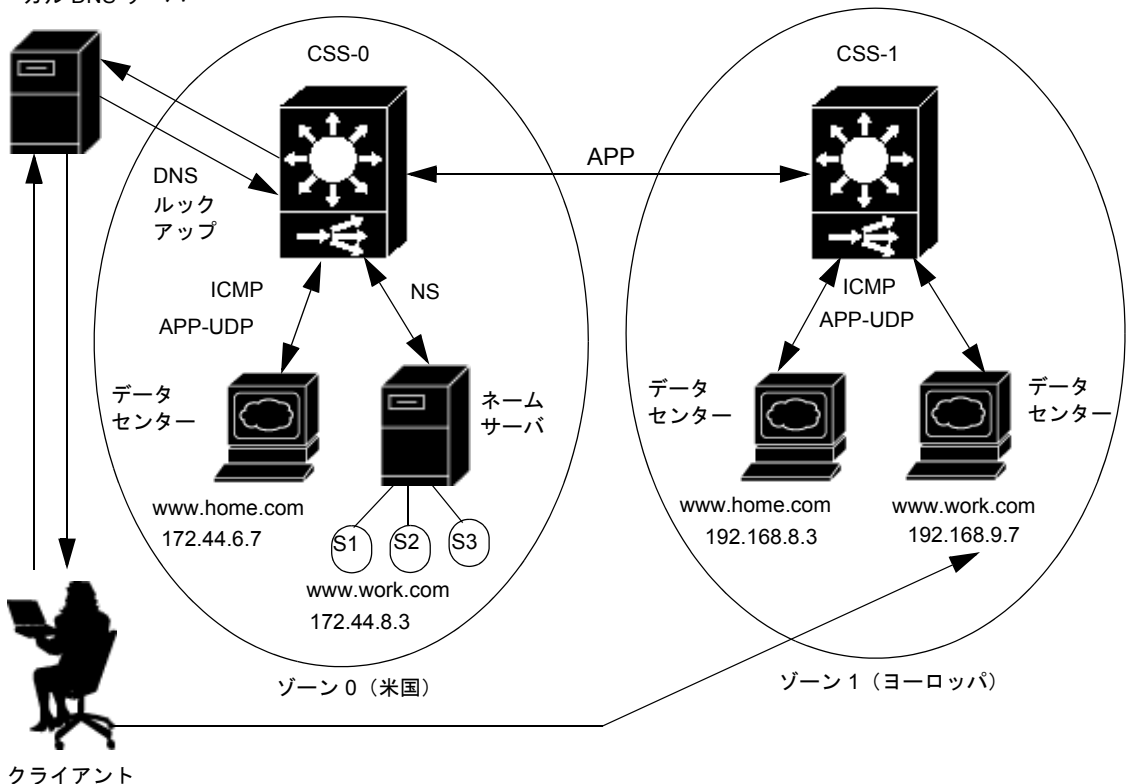 CSS-0
CSS-1
APP
DNS
ルック
アップ
ICMP
APP-UDP
NS
ICMP
APP-UDP
データ
センター
ネーム
サーバ
データ
センター
データ
センター
www.home.com
172.44.6.7
S1
S2
S3
www.work.com
172.44.8.3
www.home.com
192.168.8.3
www.work.com
192.168.9.7
ゾーン 0（米国）
ゾーン 1（ヨーロッパ）
クライアント